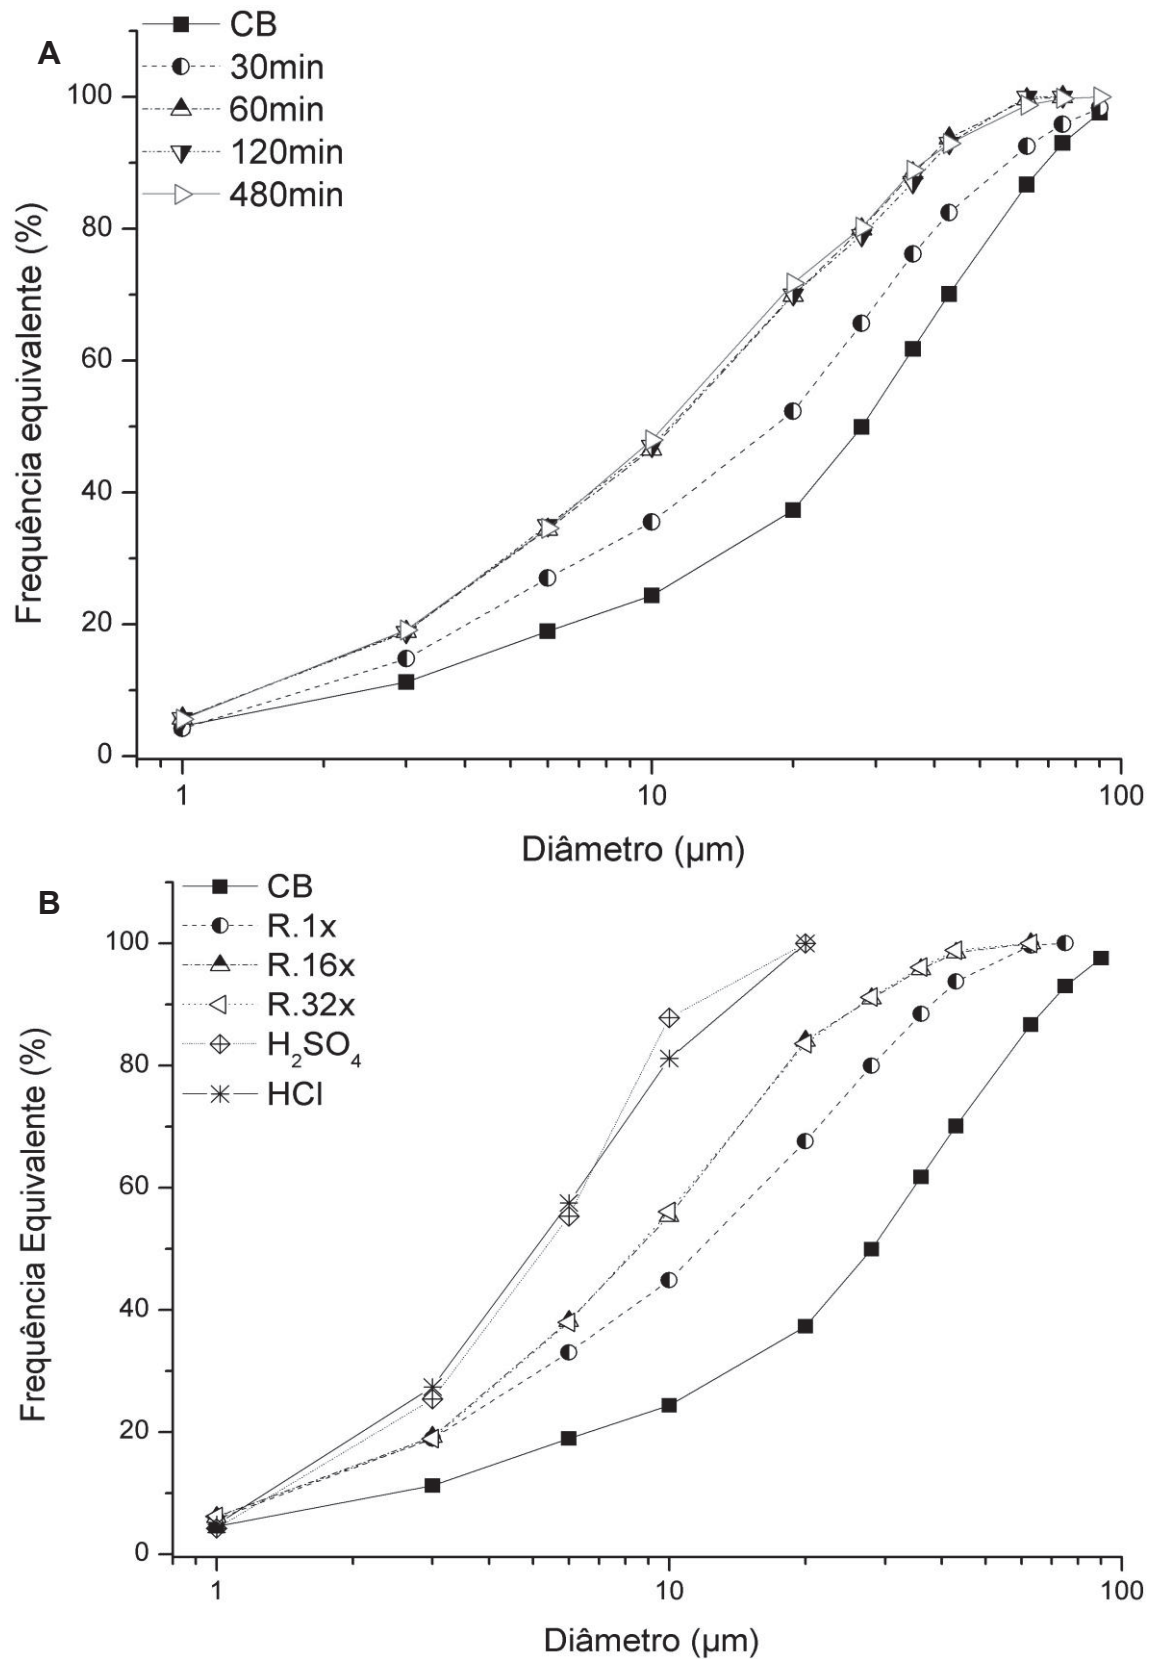 A
CB
30min
60min
120min
480min
100
80
60
40
20
0
Frequência equivalente (%)
1
10
100
Diâmetro (µm)
B
CB
R.1x
R.16x
R.32x
H₂SO₄
HCl
100
80
60
40
20
0
Frequência Equivalente (%)
1
10
100
Diâmetro (µm)